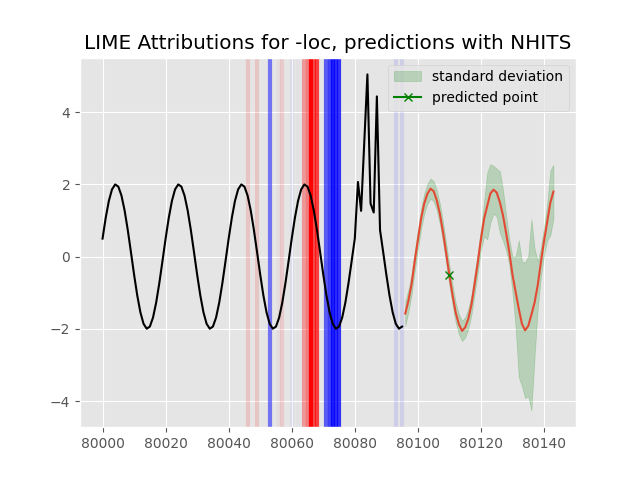 LIME Attributions for -loc, predictions with NHITS
standard deviation
predicted point
4
2
0
−2
−4
80000 80020 80040 80060 80080 80100 80120 80140